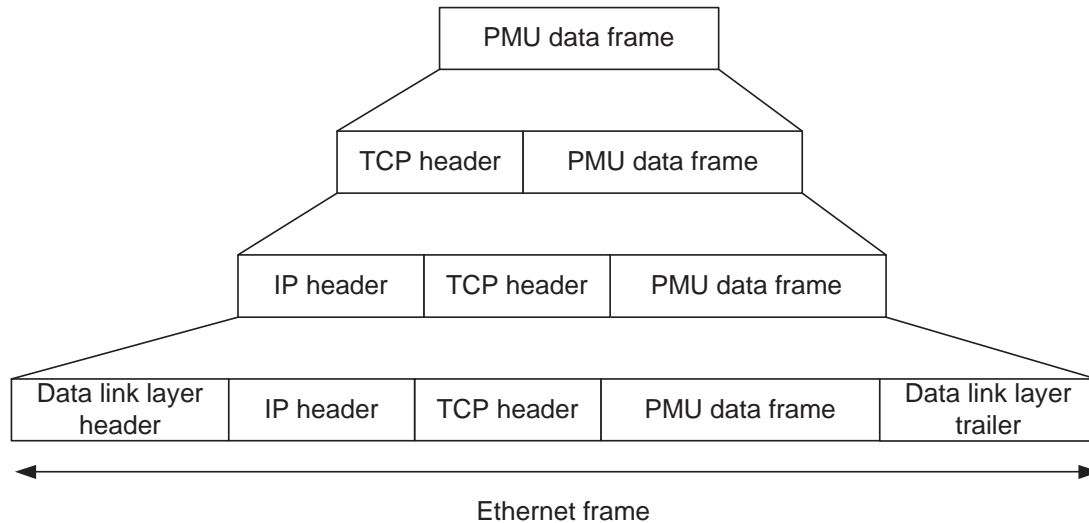 PMU data frame
TCP header PMU data frame
IP header TCP header PMU data frame
Data link layer header IP header TCP header PMU data frame Data link layer trailer
Ethernet frame